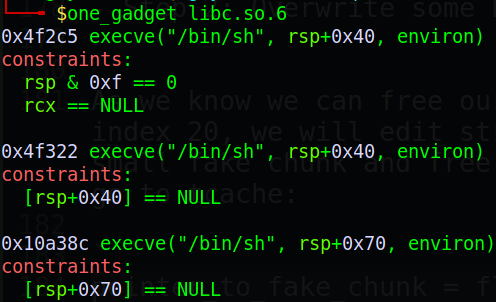 $one_gadget libc.so.6
0x4f2c5 execve("/bin/sh", rsp+0x40, environ)
constraints:
rsp & 0xf == 0
rcx == NULL
0x4f322 execve("/bin/sh", rsp+0x40, environ)
constraints:
[rsp+0x40] == NULL
0x10a38c execve("/bin/sh", rsp+0x70, environ)
constraints:
[rsp+0x70] == NULL